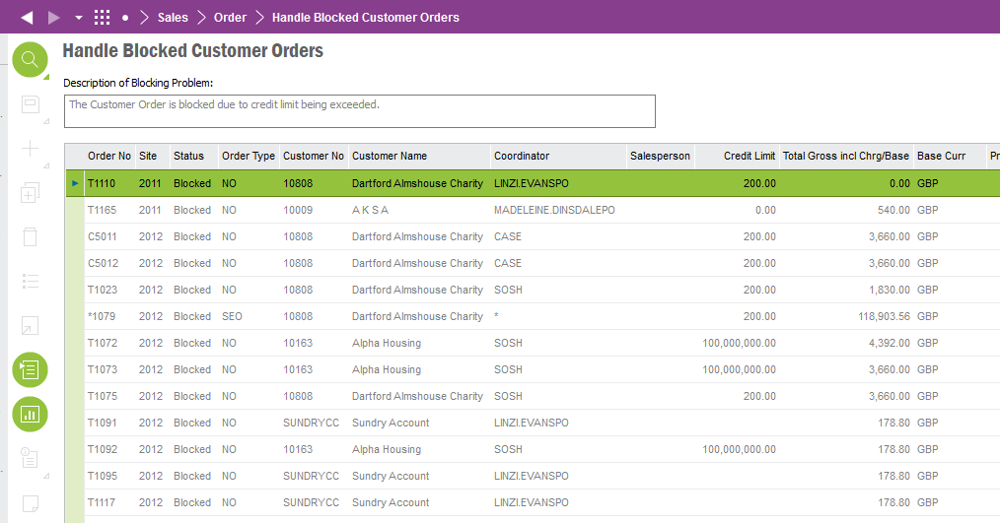 Sales Order Handle Blocked Customer Orders
Handle Blocked Customer Orders
Description of Blocking Problem:
The Customer Order is blocked due to credit limit being exceeded.
Order No Site Status Order Type Customer No Customer Name Coordinator Salesperson Credit Limit Total Gross incl Chrg/Base Base Curr Pr
T1110 2011 Blocked NO 10808 Dartford Almshouse Charity LINZI.EVANSPO 200.00 0.00 GBP
T1165 2011 Blocked NO 10009 A K S A MADELEINE.DINSDALEPO 0.00 540.00 GBP
C5011 2012 Blocked NO 10808 Dartford Almshouse Charity CASE 200.00 3,660.00 GBP
C5012 2012 Blocked NO 10808 Dartford Almshouse Charity CASE 200.00 3,660.00 GBP
T1023 2012 Blocked NO 10808 Dartford Almshouse Charity SOSH 200.00 1,830.00 GBP
*1079 2012 Blocked SEO 10808 Dartford Almshouse Charity * 200.00 118,903.56 GBP
T1072 2012 Blocked NO 10163 Alpha Housing SOSH 100,000,000.00 4,392.00 GBP
T1073 2012 Blocked NO 10163 Alpha Housing SOSH 100,000,000.00 3,660.00 GBP
T1075 2012 Blocked NO 10808 Dartford Almshouse Charity SOSH 200.00 3,660.00 GBP
T1091 2012 Blocked NO SUNDRYCC Sundry Account LINZI.EVANSPO 178.80 GBP
T1092 2012 Blocked NO 10163 Alpha Housing SOSH 100,000,000.00 178.80 GBP
T1095 2012 Blocked NO SUNDRYCC Sundry Account LINZI.EVANSPO 178.80 GBP
T1117 2012 Blocked NO SUNDRYCC Sundry Account LINZI.EVANSPO 178.80 GBP